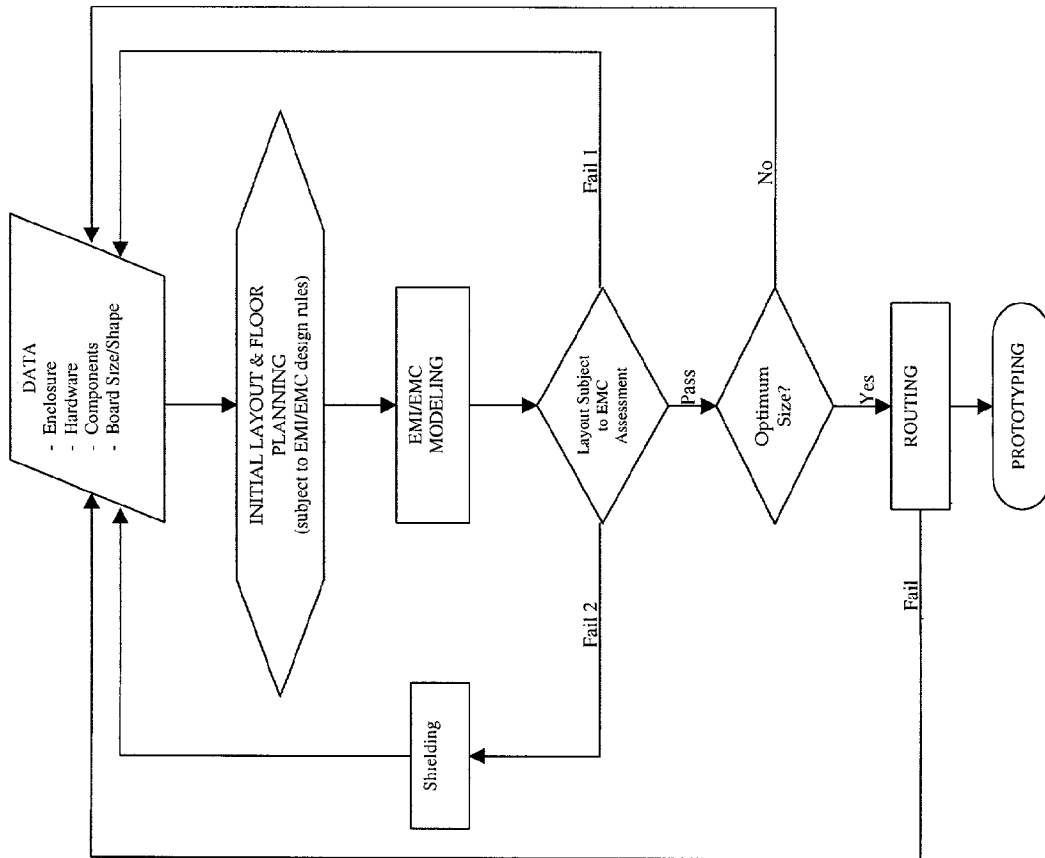 DATA
- Enclosure
- Hardware
- Components
- Board Size/Shape
INITIAL LAYOUT & FLOOR
PLANNING
(subject to EMI/EMC design rules)
EMI/EMC
MODELING
Layout Subject
to EMC
Assessment
Fail 1
Fail 2
Shielding
Pass
Optimum
Size?
No
Yes
ROUTING
Fail
PROTOTYPING